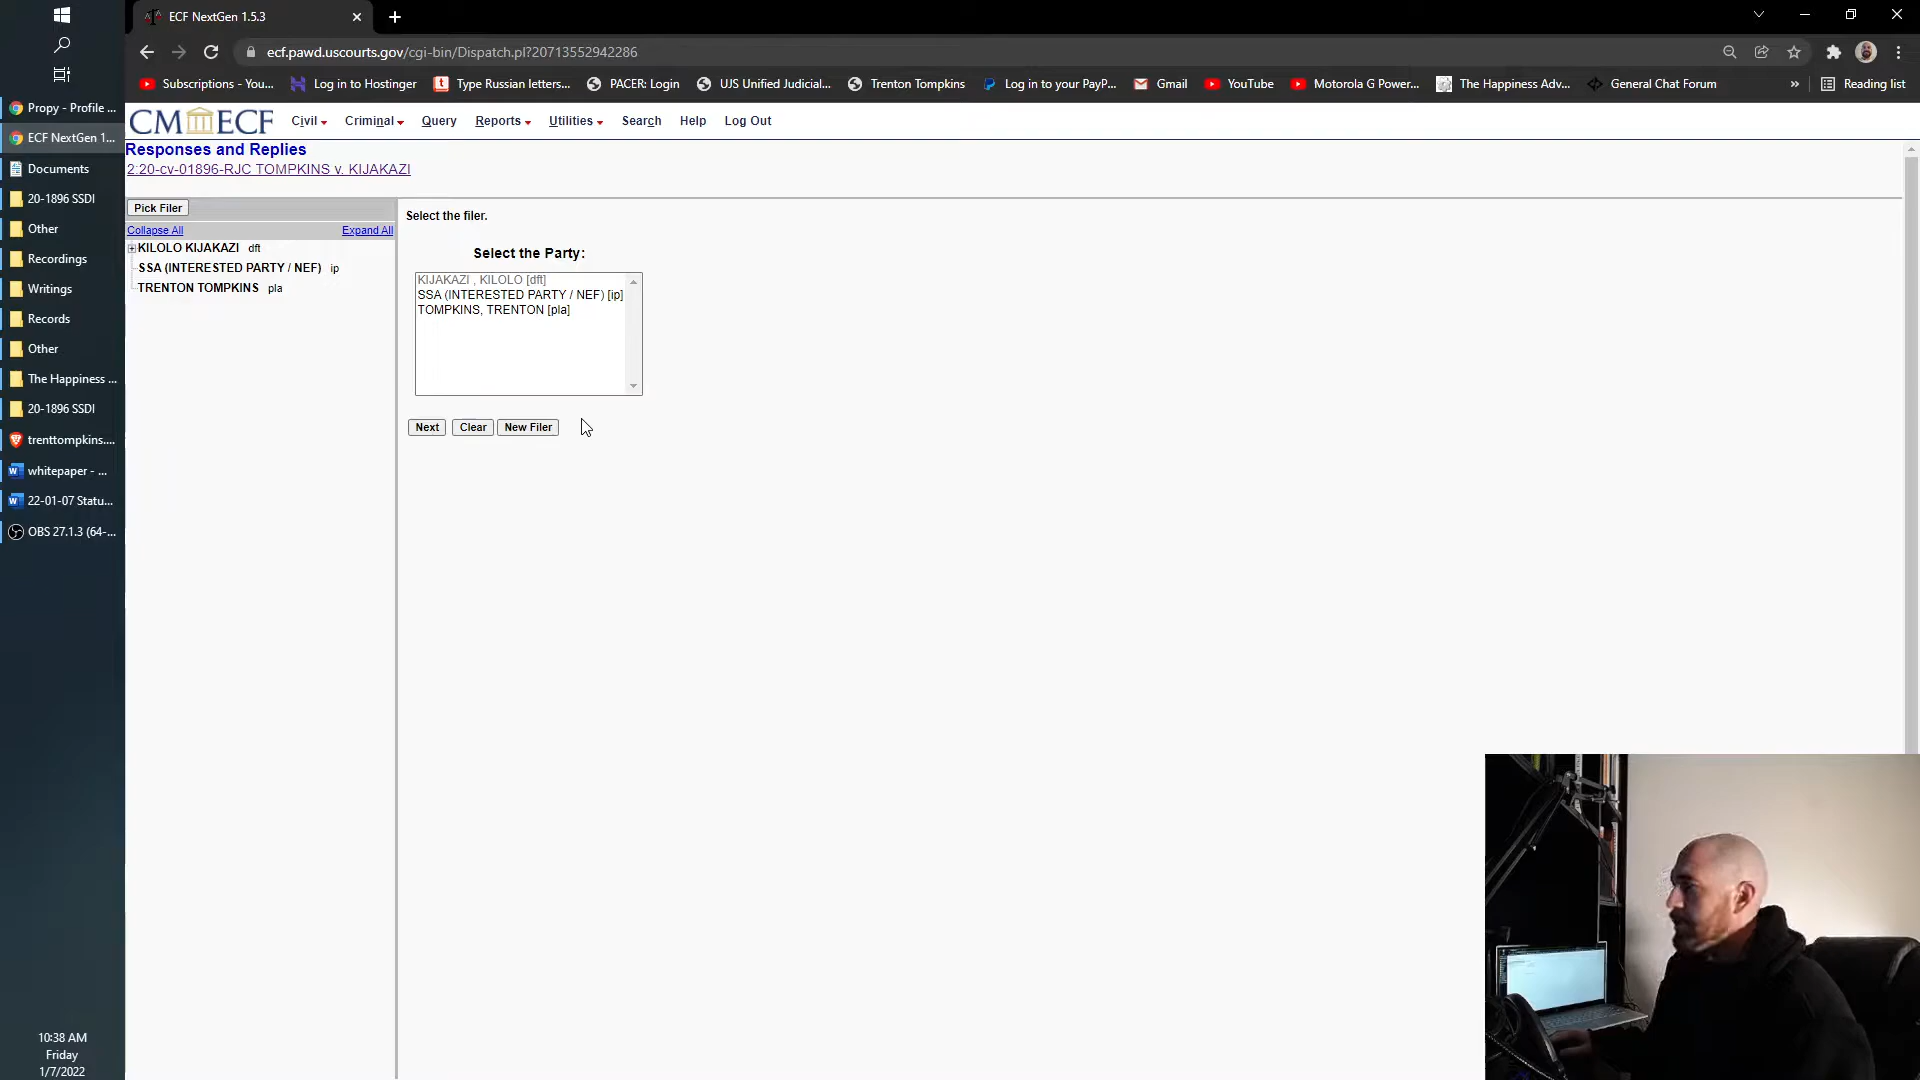 ECF NextGen 1.5.3
ecf.pawd.uscourts.gov/cgi-bin/Dispatch.pl?20713552942286
Subscriptions - You... Log in to Hostinger Type Russian letters... PACER: Login UJS Unified Judicial... Trenton Tompkins Log in to your PayP... Gmail YouTube Motorola G Power... The Happiness Adv... General Chat Forum » Reading list
CM ECF Civil Criminal Query Reports Utilities Search Help Log Out
Responses and Replies
2:20-cv-01896-RJC TOMPKINS v. KIJAKAZI
Pick Filer
Collapse All Expand All
KILOLO KIJAKAZI dft
SSA (INTERESTED PARTY / NEF) ip
TRENTON TOMPKINS pla
Select the filer.
Select the Party:
KIJAKAZI , KILOLO [dft]
SSA (INTERESTED PARTY / NEF) [ip]
TOMPKINS, TRENTON [pla]
Next Clear New Filer
Propy - Profile ...
ECF NextGen 1...
Documents
20-1896 SSDI
Other
Recordings
Writings
Records
Other
The Happiness ...
20-1896 SSDI
trenttompkins....
whitepaper - ...
22-01-07 Statu...
OBS 27.1.3 (64-...
10:38 AM
Friday
1/7/2022